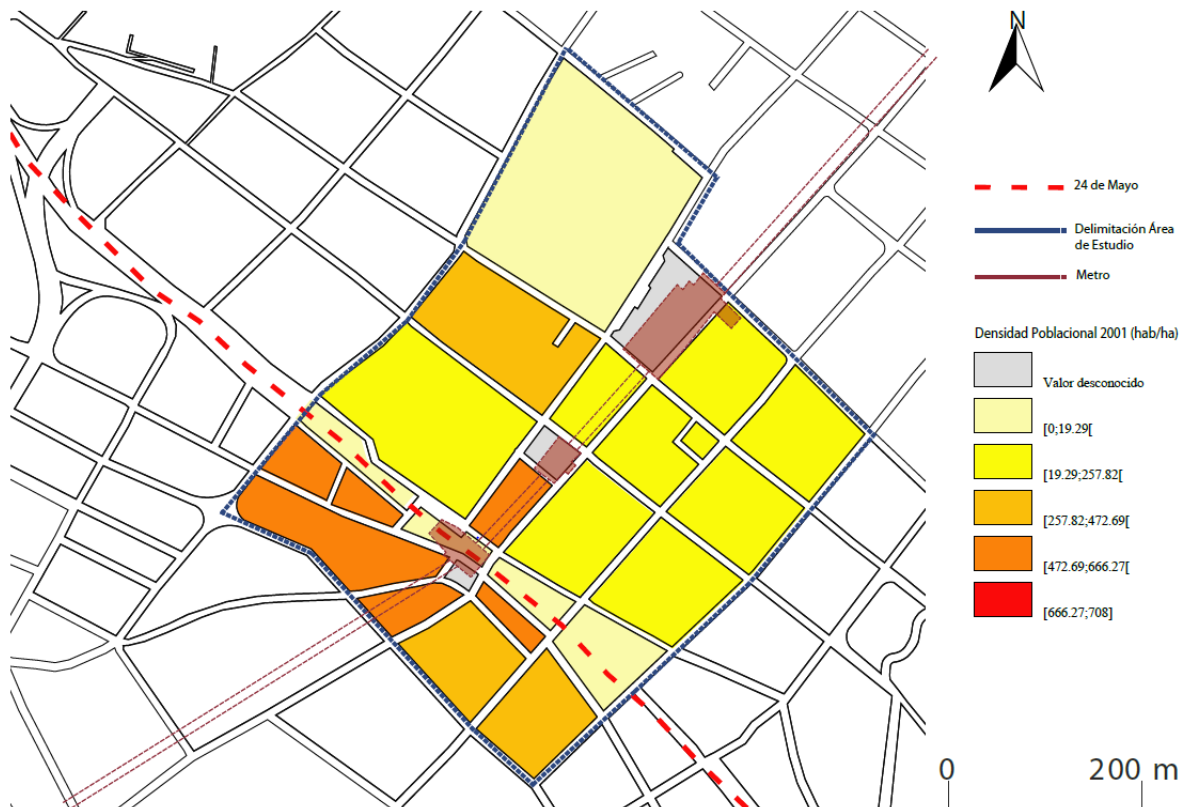 N
24 de Mayo
Delimitación Área
de Estudio
Metro
Densidad Poblacional 2001 (hab/ha)
Valor desconocido
[0;19.29[
[19.29;257.82[
[257.82;472.69[
[472.69;666.27[
[666.27;708]
0 200 m